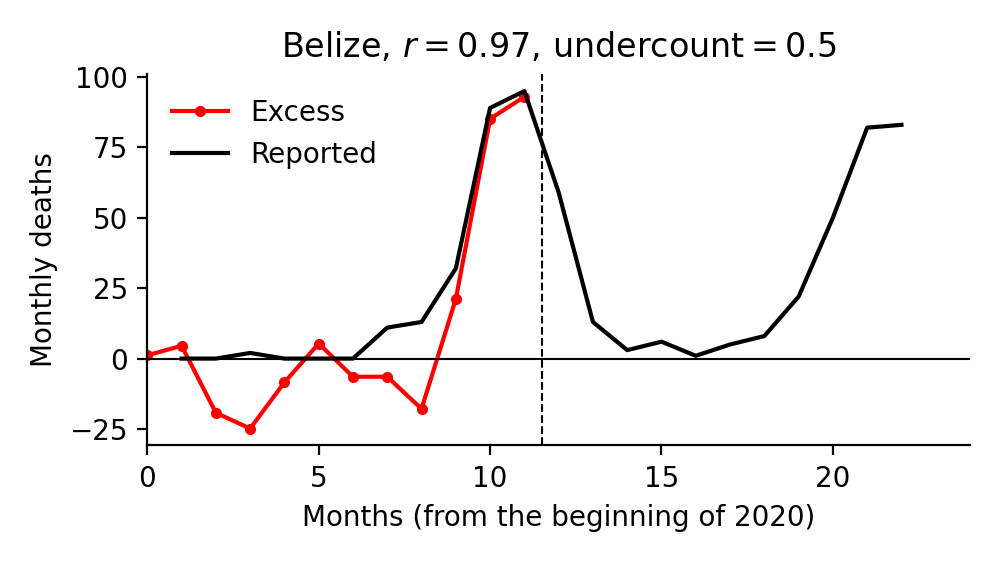 Belize, r = 0.97, undercount = 0.5
Excess
Reported
Monthly deaths
100
75
50
25
0
−25
0 5 10 15 20
Months (from the beginning of 2020)